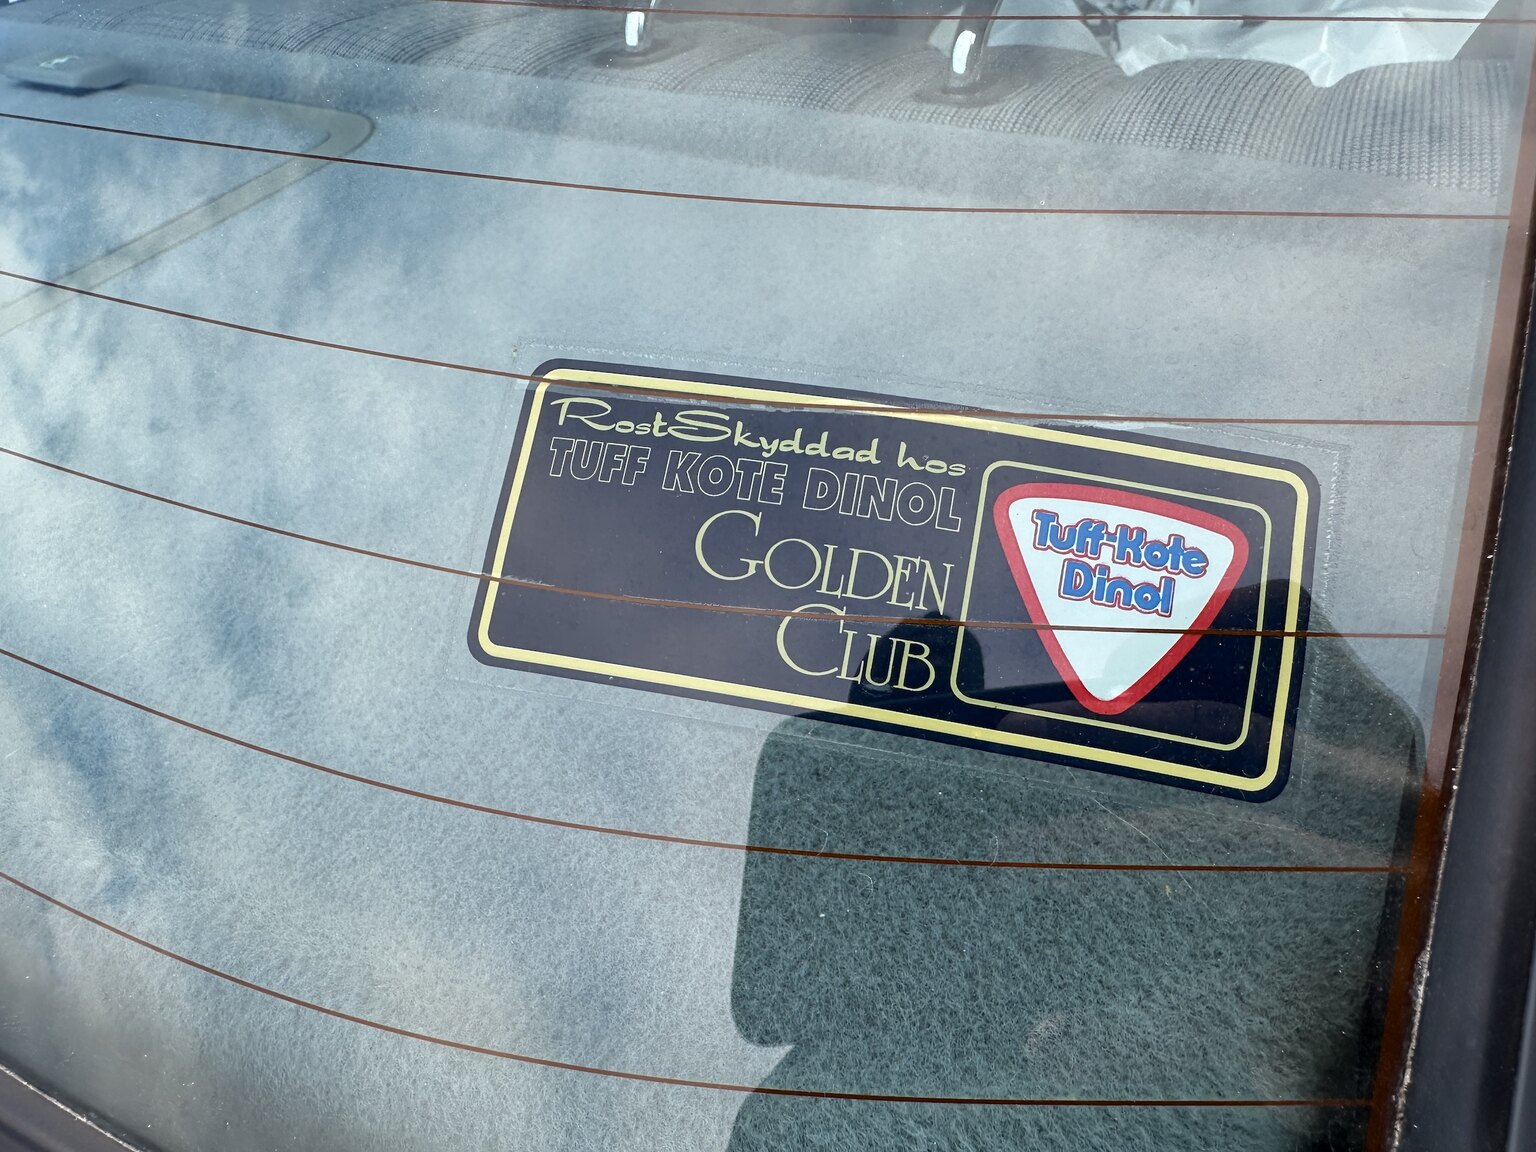 RostSkyddad hos
TUFF KOTE DINOL
GOLDEN
CLUB
Tuff-Kote
Dinol